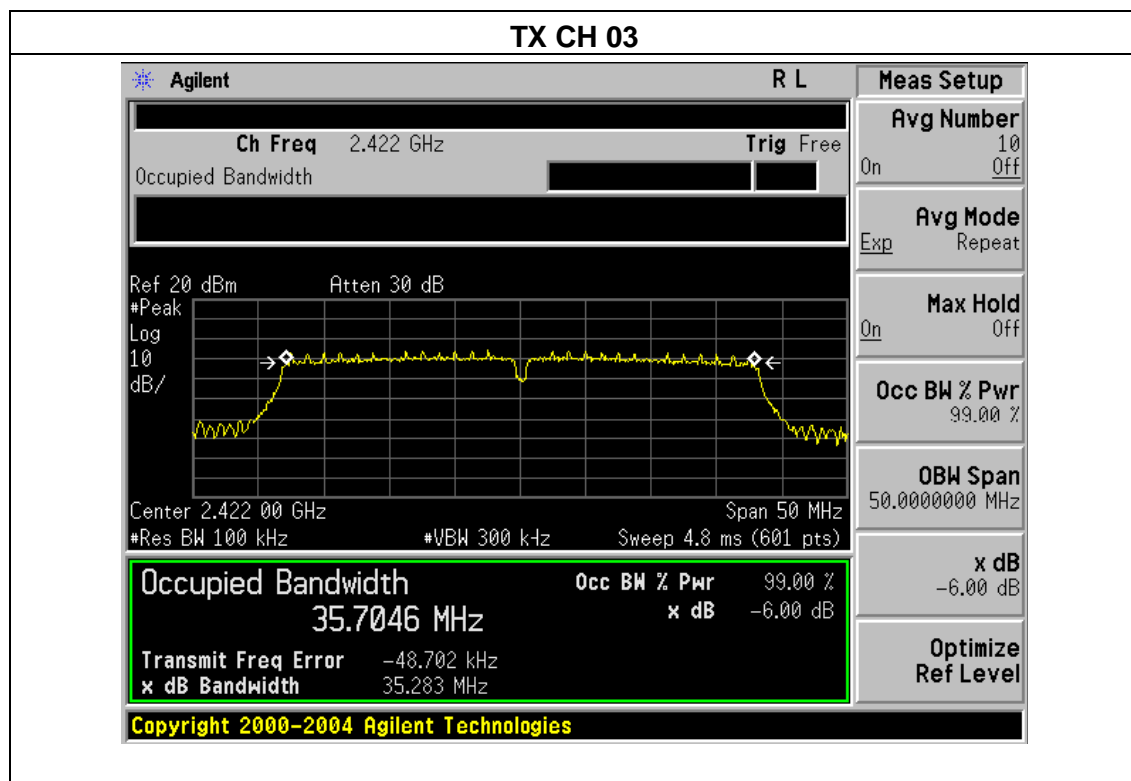 TX CH 03
Agilent R L
Ch Freq 2.422 GHz Trig Free
Occupied Bandwidth
Ref 20 dBm Atten 30 dB
#Peak
Log
10
dB/
Center 2.422 00 GHz Span 50 MHz
#Res BW 100 kHz #VBW 300 kHz Sweep 4.8 ms (601 pts)
Occupied Bandwidth Occ BW % Pwr 99.00 %
35.7046 MHz x dB -6.00 dB
Transmit Freq Error -48.702 kHz
x dB Bandwidth 35.283 MHz
Copyright 2000-2004 Agilent Technologies
Meas Setup
Avg Number
10
On Off
Avg Mode
Exp Repeat
Max Hold
On Off
Occ BW % Pwr
99.00 %
OBW Span
50.0000000 MHz
x dB
-6.00 dB
Optimize
Ref Level